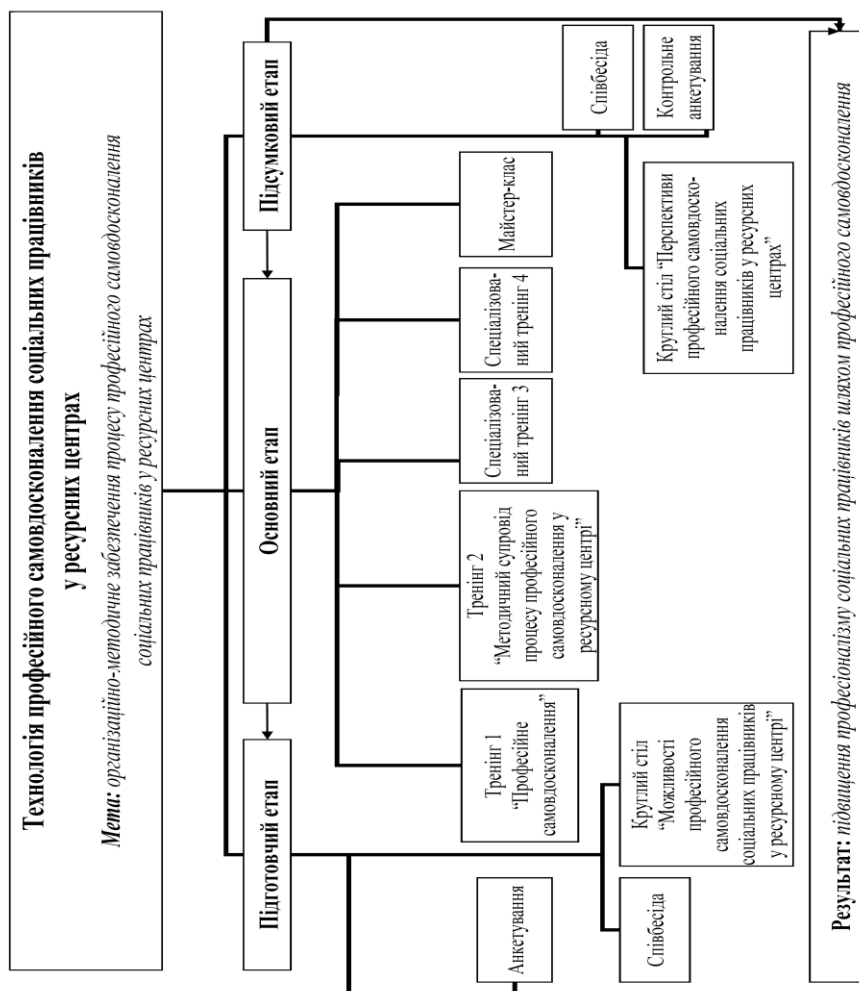 Технологія професійного самовдосконалення соціальних працівників
у ресурсних центрах
Мета: організаційно-методичне забезпечення процесу професійного самовдосконалення
соціальних працівників у ресурсних центрах
Підготовчий етап
Основний етап
Підсумковий етап
Анкетування
Співбесіда
Круглий стіл
“Можливості
професійного
самовдосконалення
соціальних працівників
у ресурсному центрі”
Тренінг 1
“Професійне
самовдосконалення”
Тренінг 2
“Методичний супровід
процесу професійного
самовдосконалення у
ресурсному центрі”
Спеціалізова-
ний тренінг 3
Спеціалізова-
ний тренінг 4
Майстер-клас
Круглий стіл “Перспективи
професійного самовдоско-
налення соціальних
працівників у ресурсних
центрах”
Співбесіда
Контрольне
анкетування
Результат: підвищення професіоналізму соціальних працівників шляхом професійного самовдосконалення